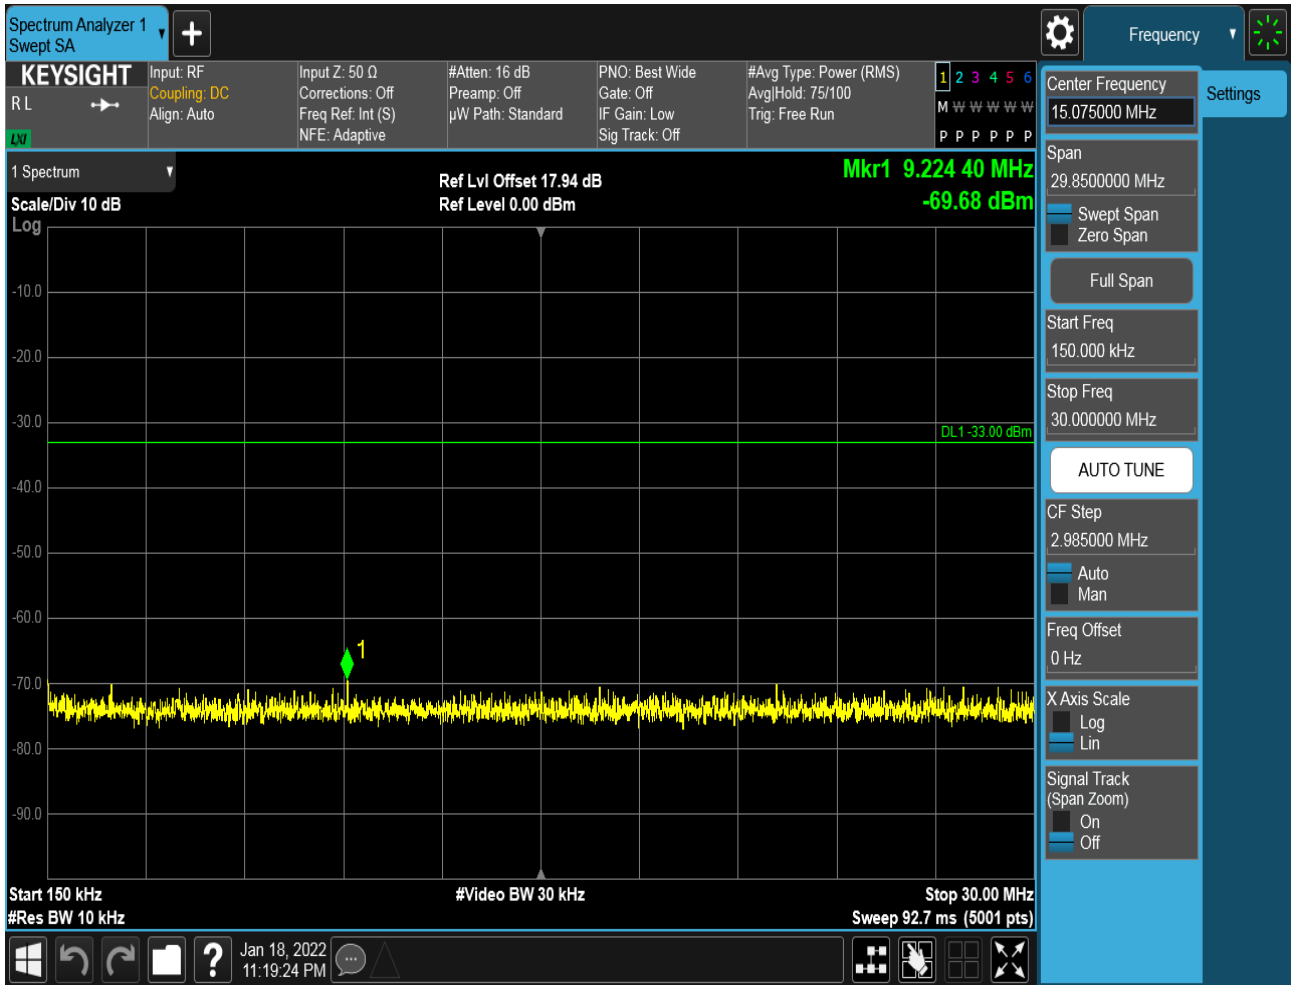 Spectrum Analyzer 1
Swept SA
Frequency
KEYSIGHT
R L
LXI
Input: RF
Coupling: DC
Align: Auto
Input Z: 50 Ω
Corrections: Off
Freq Ref: Int (S)
NFE: Adaptive
#Atten: 16 dB
Preamp: Off
µW Path: Standard
PNO: Best Wide
Gate: Off
IF Gain: Low
Sig Track: Off
#Avg Type: Power (RMS)
Avg|Hold: 75/100
Trig: Free Run
1 2 3 4 5 6
M W W W W W
P P P P P P
1 Spectrum
Scale/Div 10 dB
Log
Ref Lvl Offset 17.94 dB
Ref Level 0.00 dBm
Mkr1 9.224 40 MHz
-69.68 dBm
-10.0
-20.0
-30.0
DL1 -33.00 dBm
-40.0
-50.0
-60.0
1
-70.0
-80.0
-90.0
Start 150 kHz
#Video BW 30 kHz
Stop 30.00 MHz
#Res BW 10 kHz
Sweep 92.7 ms (5001 pts)
?
Jan 18, 2022
11:19:24 PM
Center Frequency
15.075000 MHz
Settings
Span
29.8500000 MHz
Swept Span
Zero Span
Full Span
Start Freq
150.000 kHz
Stop Freq
30.000000 MHz
AUTO TUNE
CF Step
2.985000 MHz
Auto
Man
Freq Offset
0 Hz
X Axis Scale
Log
Lin
Signal Track
(Span Zoom)
On
Off